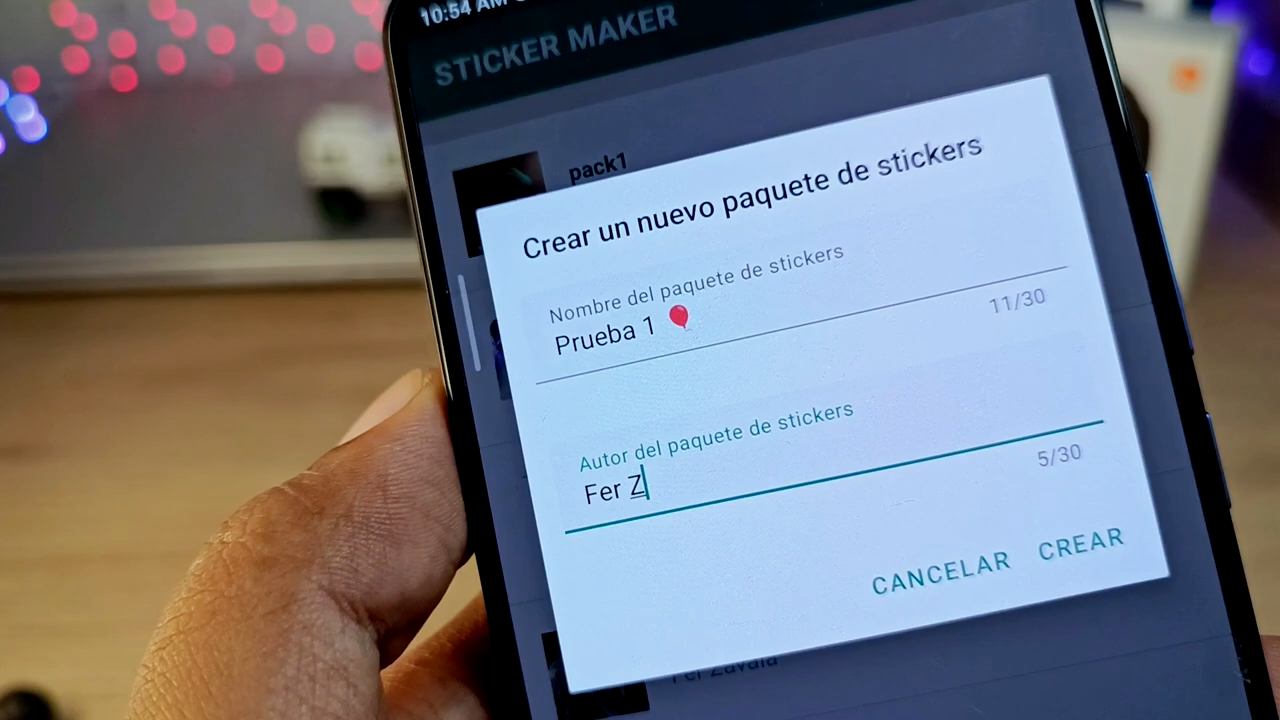 10:54 AM
STICKER MAKER
pack1
Crear un nuevo paquete de stickers
Nombre del paquete de stickers
Prueba 1 🎈
11/30
Autor del paquete de stickers
Fer Z
5/30
CANCELAR CREAR
Fer Zavala